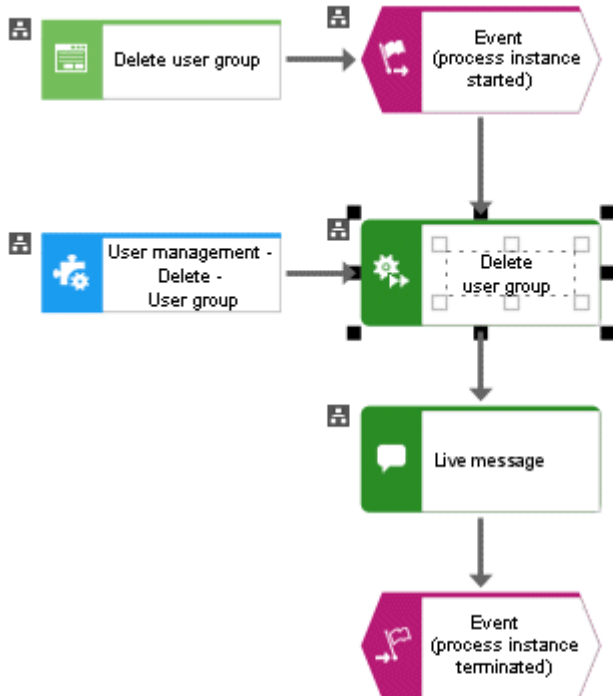 Delete user group
Event
(process instance
started)
User management -
Delete -
User group
Delete
user group
Live message
Event
(process instance
terminated)